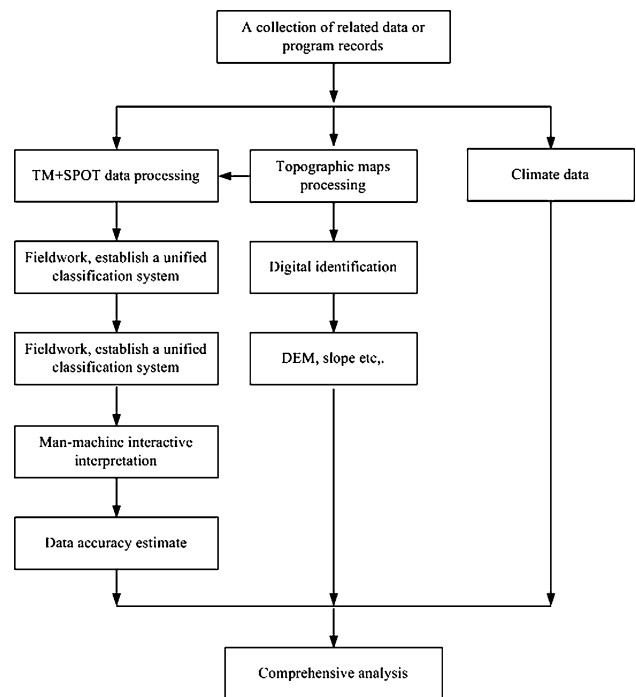 A collection of related data or
program records
TM+SPOT data processing
Topographic maps
processing
Climate data
Fieldwork, establish a unified
classification system
Digital identification
Fieldwork, establish a unified
classification system
DEM, slope etc,.
Man-machine interactive
interpretation
Data accuracy estimate
Comprehensive analysis